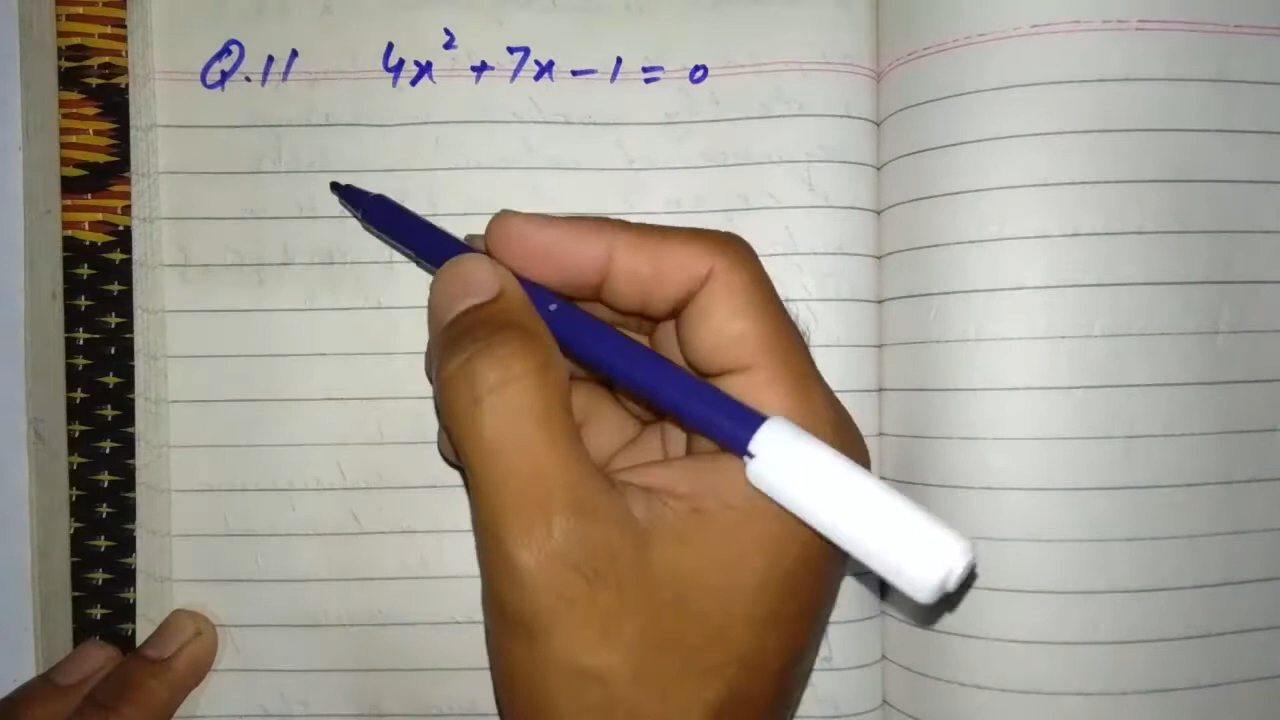 Q.11 4x² + 7x - 1 = 0